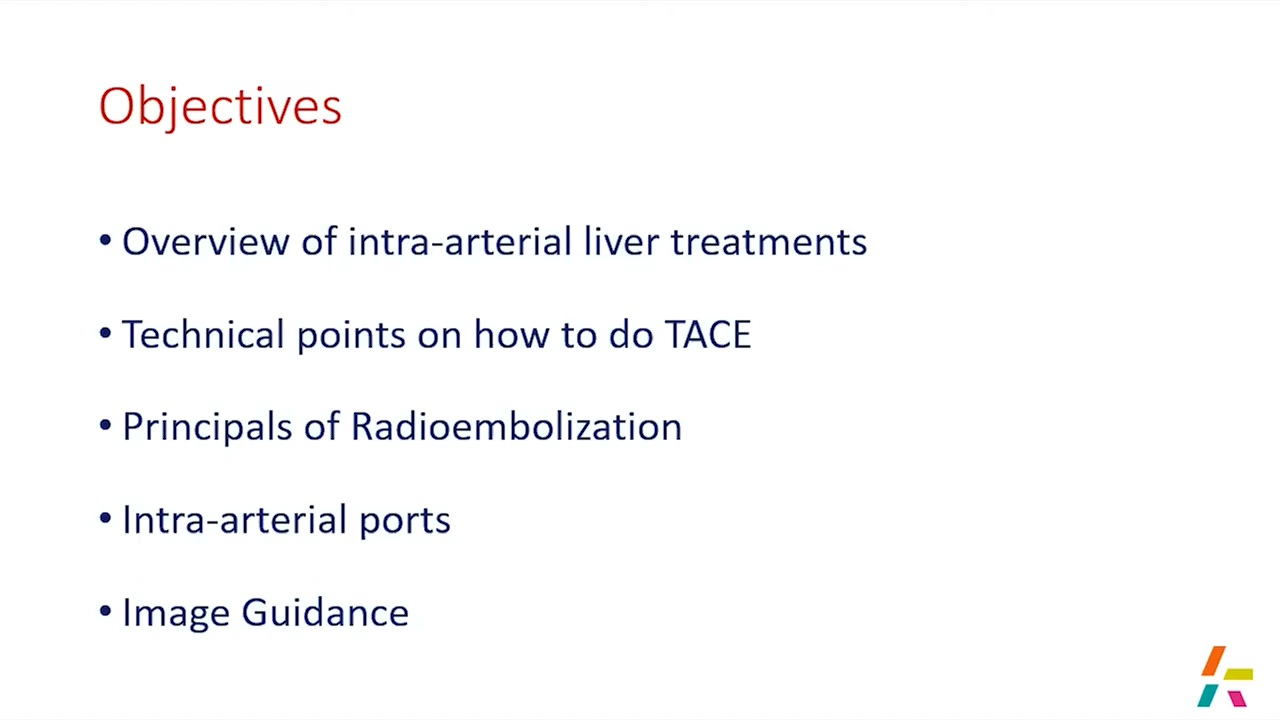 Objectives
• Overview of intra-arterial liver treatments
• Technical points on how to do TACE
• Principals of Radioembolization
• Intra-arterial ports
• Image Guidance